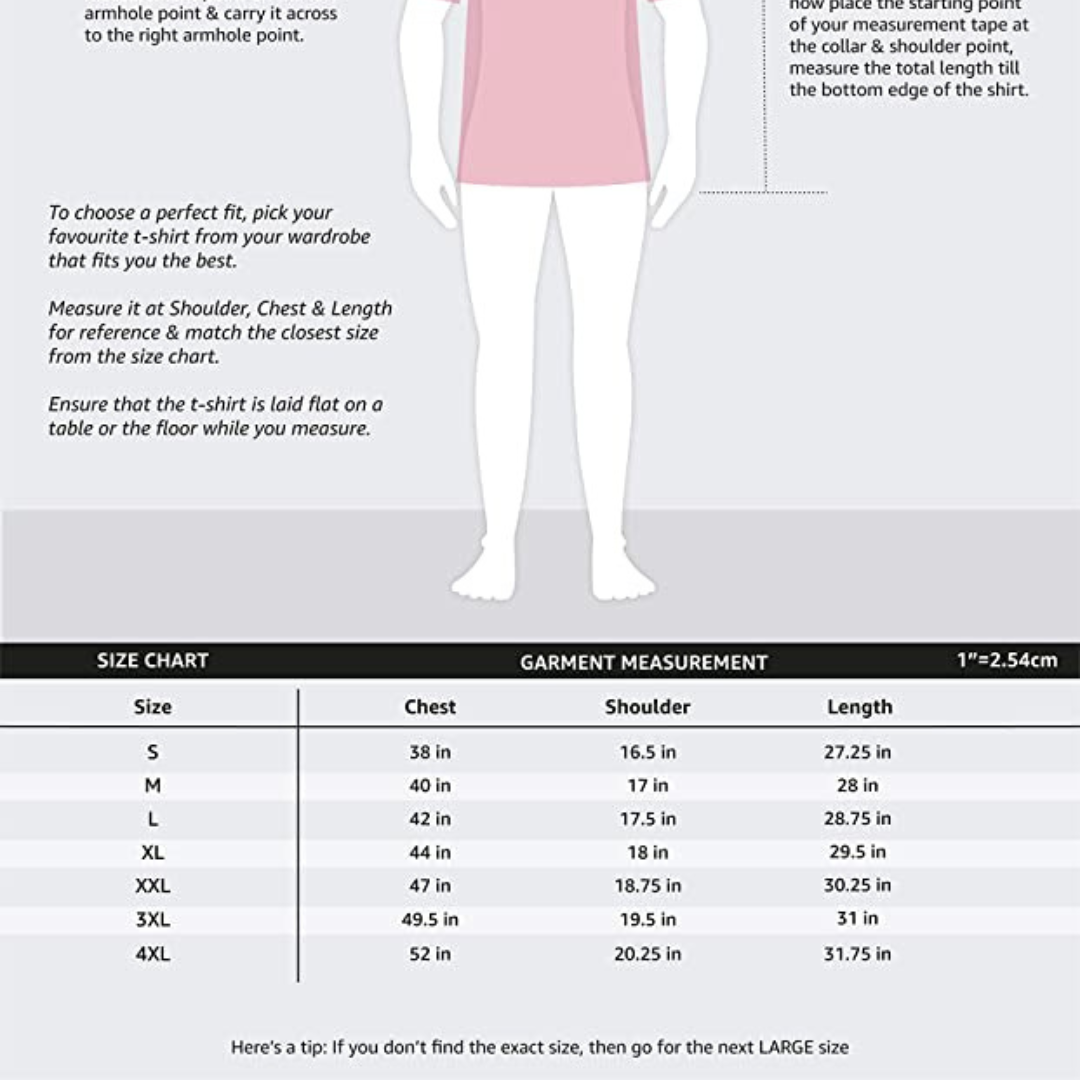 armhole point & carry it across
to the right armhole point.
now place the starting point
of your measurement tape at
the collar & shoulder point,
measure the total length till
the bottom edge of the shirt.
To choose a perfect fit, pick your
favourite t-shirt from your wardrobe
that fits you the best.
Measure it at Shoulder, Chest & Length
for reference & match the closest size
from the size chart.
Ensure that the t-shirt is laid flat on a
table or the floor while you measure.
SIZE CHART GARMENT MEASUREMENT 1"=2.54cm
Size Chest Shoulder Length
S 38 in 16.5 in 27.25 in
M 40 in 17 in 28 in
L 42 in 17.5 in 28.75 in
XL 44 in 18 in 29.5 in
XXL 47 in 18.75 in 30.25 in
3XL 49.5 in 19.5 in 31 in
4XL 52 in 20.25 in 31.75 in
Here's a tip: If you don't find the exact size, then go for the next LARGE size